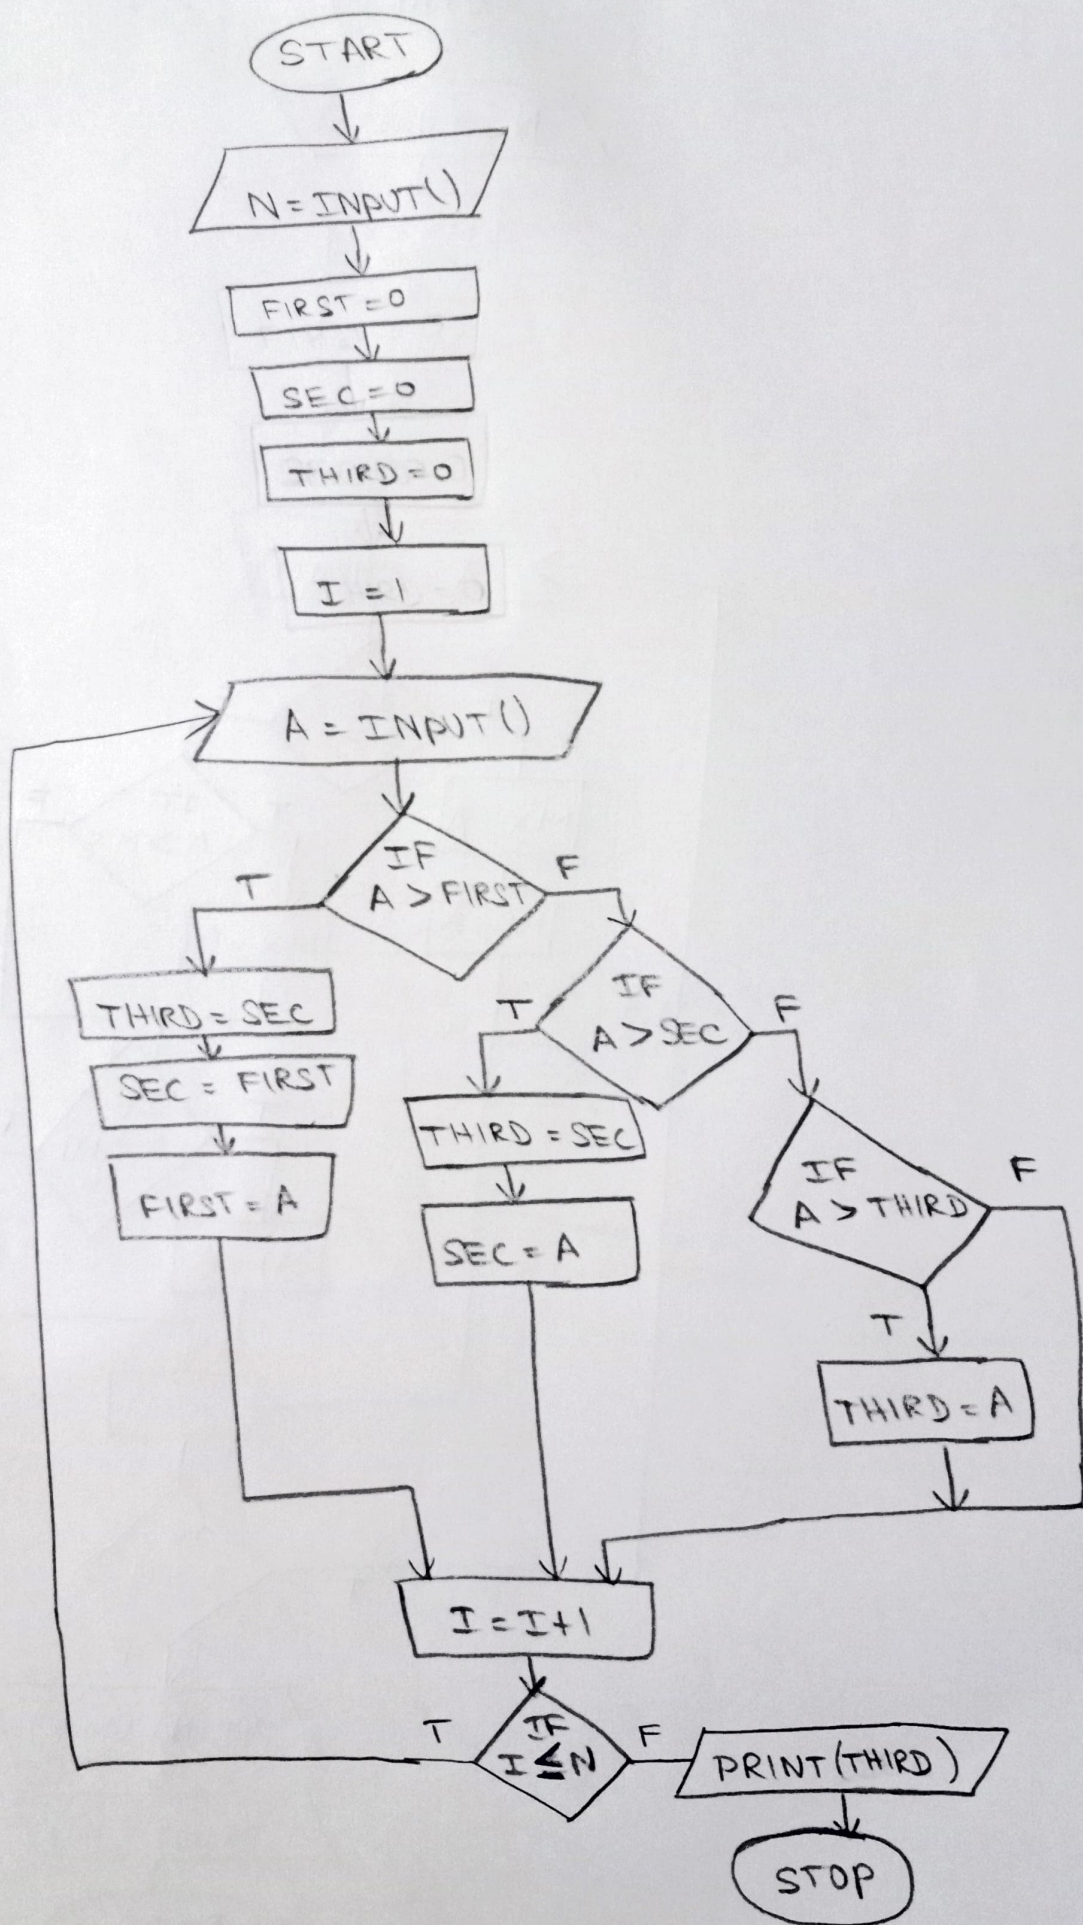 START
N = INPUT()
FIRST = 0
SEC = 0
THIRD = 0
I = 1
A = INPUT()
IF
A > FIRST
T
F
THIRD = SEC
SEC = FIRST
FIRST = A
IF
A > SEC
T
F
THIRD = SEC
SEC = A
IF
A > THIRD
F
T
THIRD = A
I = I + 1
IF
I ≤ N
T
F
PRINT(THIRD)
STOP